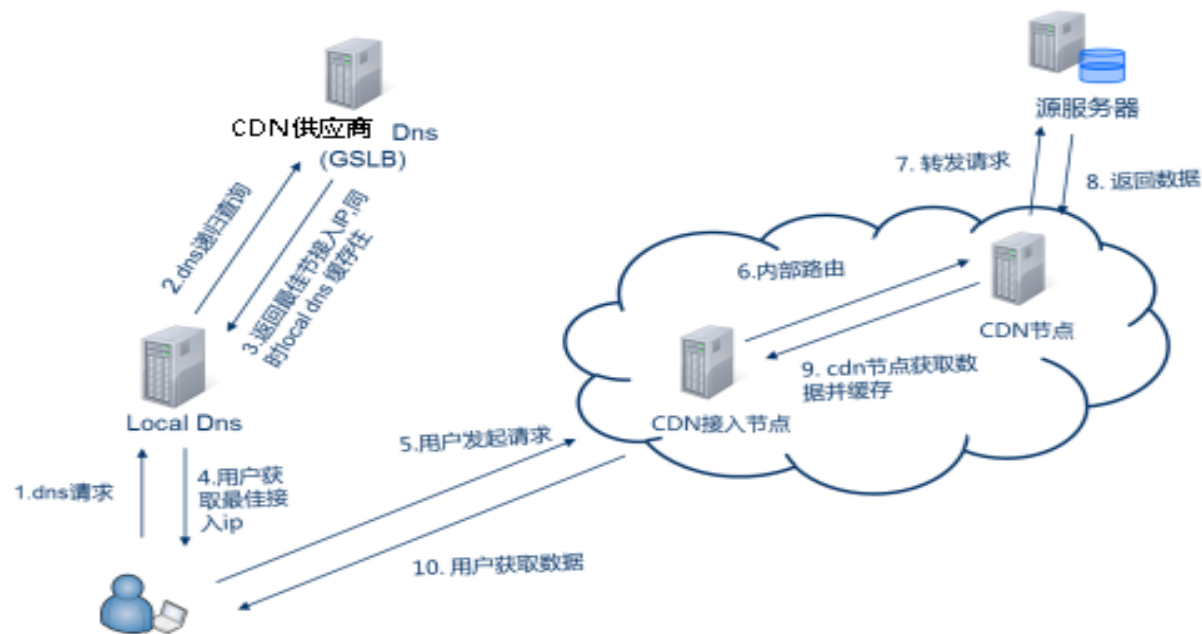 CDN供应商 Dns
(GSLB)
源服务器
7. 转发请求
8. 返回数据
2.dns递归查询
3.返回最佳节接入IP,同
时local dns 缓存住
6.内部路由
CDN节点
9. cdn节点获取数
据并缓存
CDN接入节点
Local Dns
5.用户发起请求
1.dns请求
4.用户获
取最佳接
入ip
10. 用户获取数据